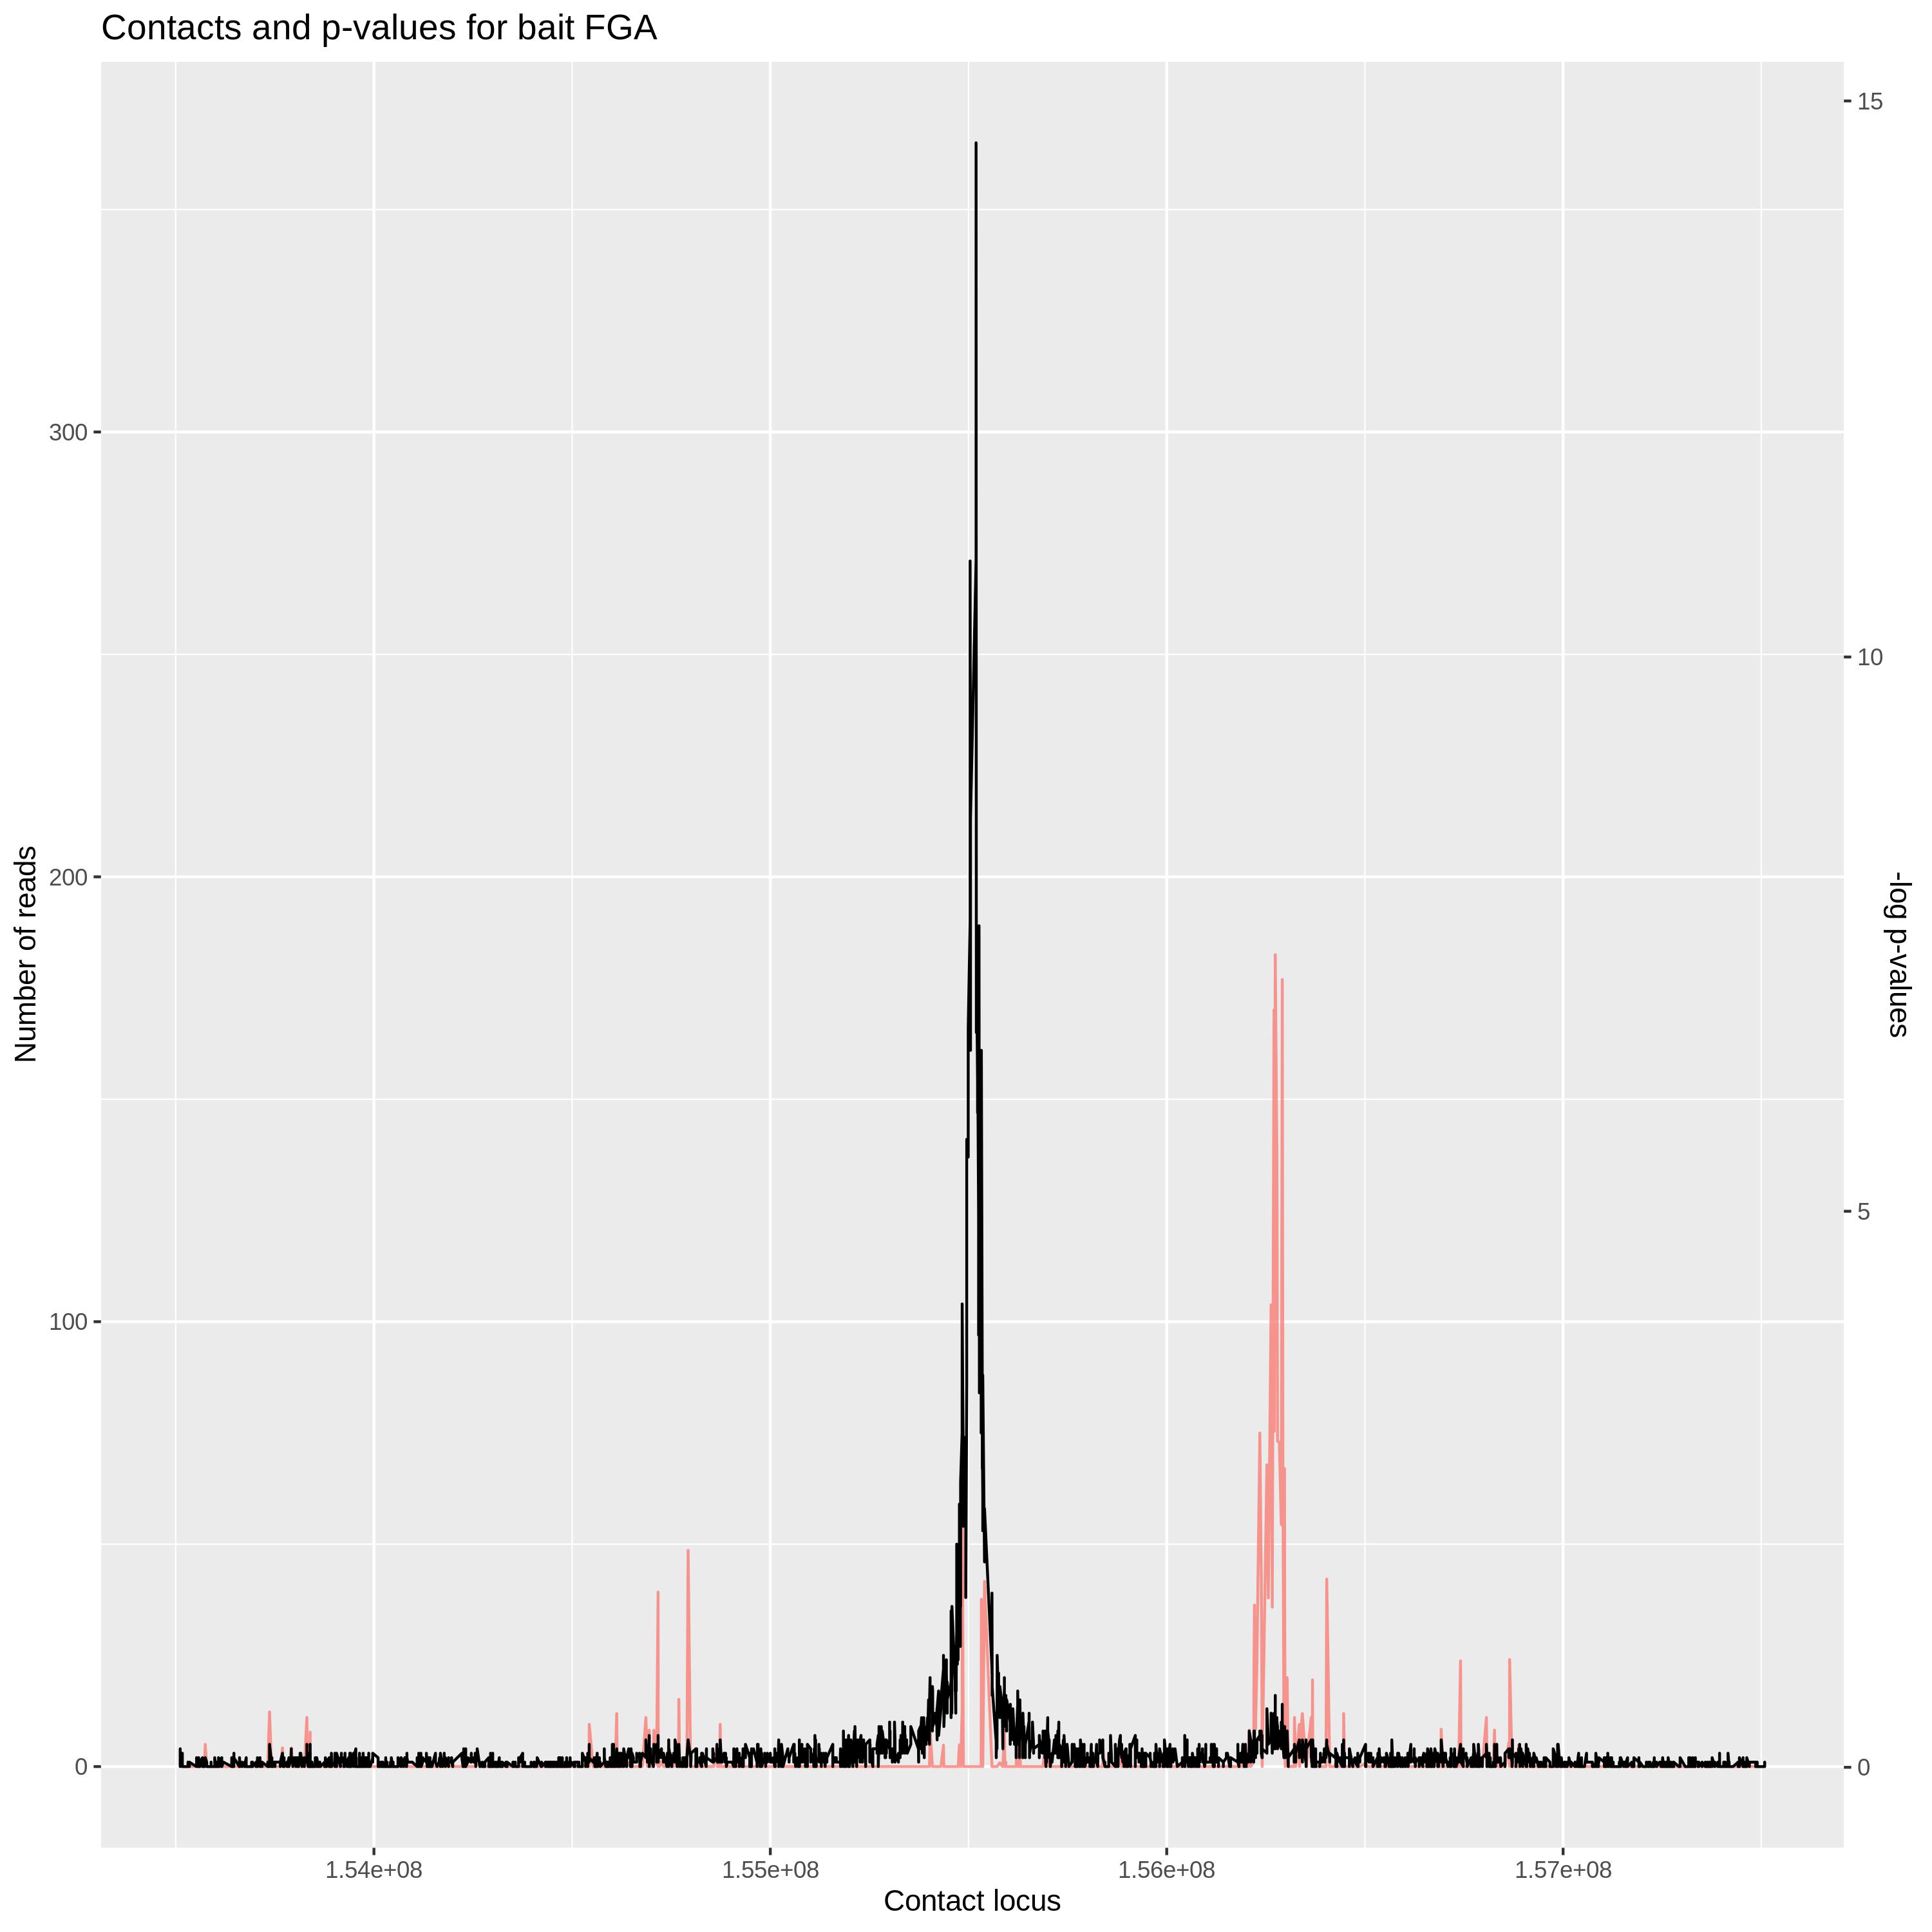 Contacts and p-values for bait FGA
Number of reads
300
200
100
0
15
10
5
0
-log p-values
1.54e+08 1.55e+08 1.56e+08 1.57e+08
Contact locus